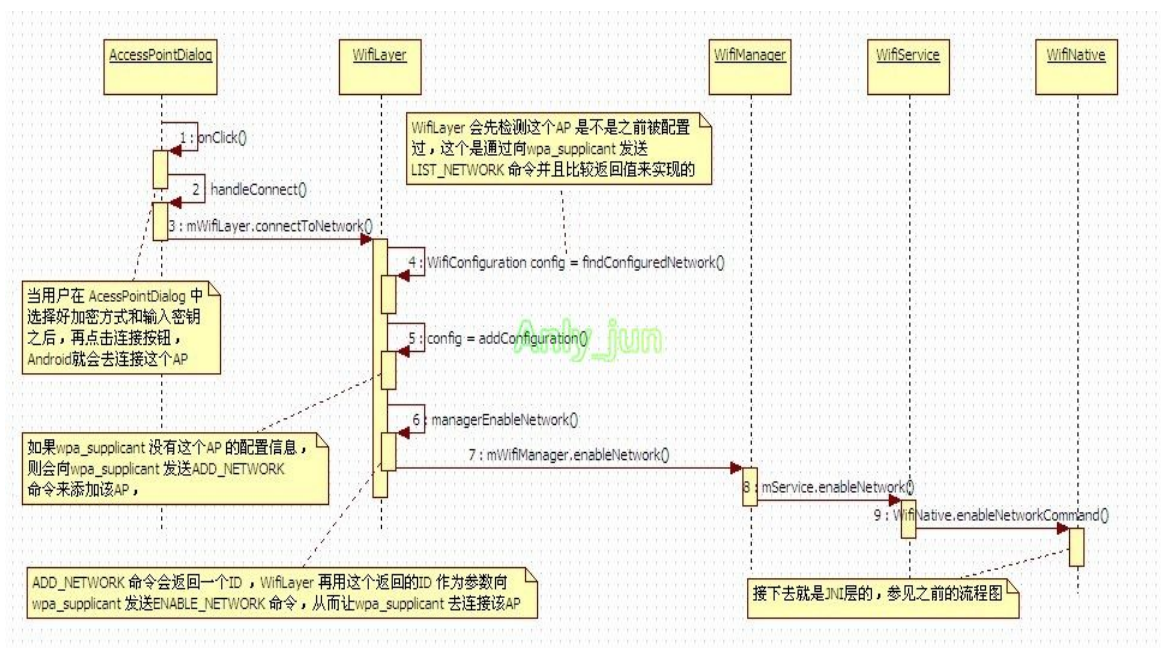 AccessPointDialog
WifiLayer
WifiManager
WifiService
WifiNative
WifiLayer 会先检测这个AP 是不是之前被配置
过，这个是通过向wpa_supplicant 发送
LIST_NETWORK 命令并且比较返回值来实现的
1 : onClick()
2 : handleConnect()
3 : mWifiLayer.connectToNetwork()
4 : WifiConfiguration config = findConfiguredNetwork()
当用户在 AcessPointDialog 中
选择好加密方式和输入密钥
之后，再点击连接按钮，
Android就会去连接这个AP
5 : config = addConfiguration()
Anly_jun
6 : managerEnableNetwork()
如果wpa_supplicant 没有这个AP 的配置信息，
则会向wpa_supplicant 发送ADD_NETWORK
命令来添加该AP，
7 : mWifiManager.enableNetwork()
8 : mService.enableNetwork()
9 : WifiNative.enableNetworkCommand()
ADD_NETWORK 命令会返回一个ID ，WifiLayer 再用这个返回的ID 作为参数向
wpa_supplicant 发送ENABLE_NETWORK 命令，从而让wpa_supplicant 去连接该AP
接下去就是JNI层的，参见之前的流程图